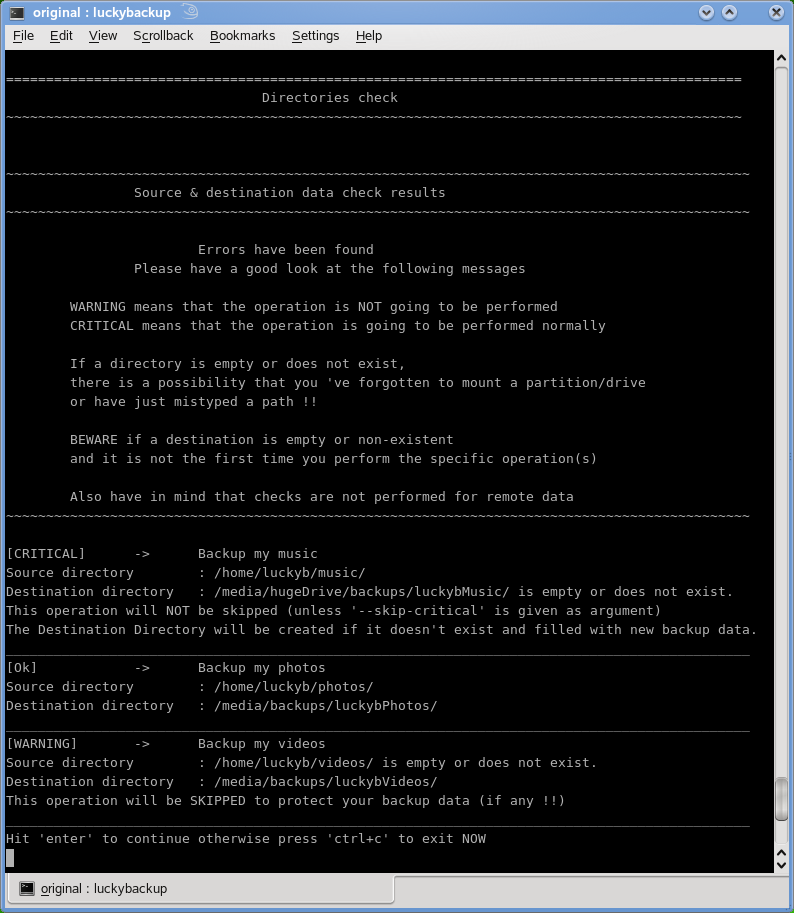 original : luckybackup
File Edit View Scrollback Bookmarks Settings Help
============================================================================================
Directories check
~~~~~~~~~~~~~~~~~~~~~~~~~~~~~~~~~~~~~~~~~~~~~~~~~~~~~~~~~~~~~~~~~~~~~~~~~~~~~~~~~~~~~~~~~~~~
~~~~~~~~~~~~~~~~~~~~~~~~~~~~~~~~~~~~~~~~~~~~~~~~~~~~~~~~~~~~~~~~~~~~~~~~~~~~~~~~~~~~~~~~~~~~~
Source & destination data check results
~~~~~~~~~~~~~~~~~~~~~~~~~~~~~~~~~~~~~~~~~~~~~~~~~~~~~~~~~~~~~~~~~~~~~~~~~~~~~~~~~~~~~~~~~~~~~
Errors have been found
Please have a good look at the following messages
WARNING means that the operation is NOT going to be performed
CRITICAL means that the operation is going to be performed normally
If a directory is empty or does not exist,
there is a possibility that you 've forgotten to mount a partition/drive
or have just mistyped a path !!
BEWARE if a destination is empty or non-existent
and it is not the first time you perform the specific operation(s)
Also have in mind that checks are not performed for remote data
~~~~~~~~~~~~~~~~~~~~~~~~~~~~~~~~~~~~~~~~~~~~~~~~~~~~~~~~~~~~~~~~~~~~~~~~~~~~~~~~~~~~~~~~~~~~~
[CRITICAL] -> Backup my music
Source directory : /home/luckyb/music/
Destination directory : /media/hugeDrive/backups/luckybMusic/ is empty or does not exist.
This operation will NOT be skipped (unless '--skip-critical' is given as argument)
The Destination Directory will be created if it doesn't exist and filled with new backup data.
_____________________________________________________________________________________________
[Ok] -> Backup my photos
Source directory : /home/luckyb/photos/
Destination directory : /media/backups/luckybPhotos/
_____________________________________________________________________________________________
[WARNING] -> Backup my videos
Source directory : /home/luckyb/videos/ is empty or does not exist.
Destination directory : /media/backups/luckybVideos/
This operation will be SKIPPED to protect your backup data (if any !!)
_____________________________________________________________________________________________
Hit 'enter' to continue otherwise press 'ctrl+c' to exit NOW
original : luckybackup